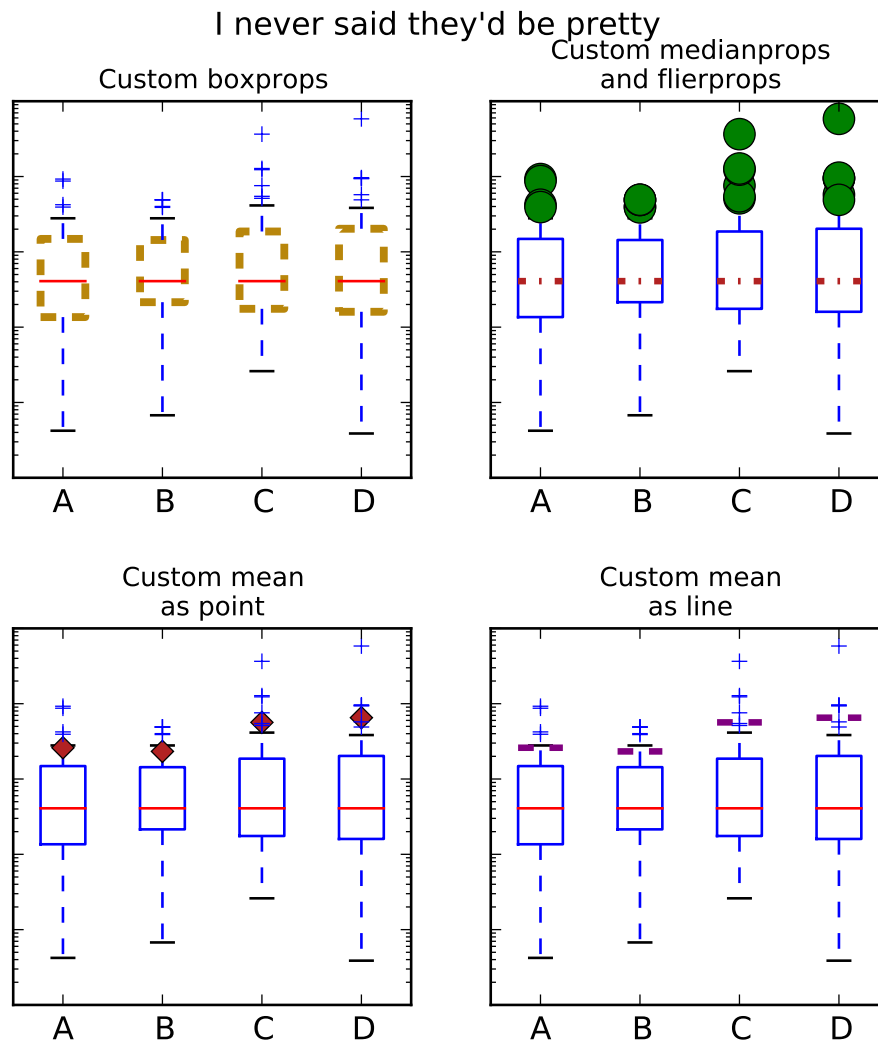 I never said they'd be pretty
Custom boxprops
Custom medianprops
and flierprops
A B C D
A B C D
Custom mean
as point
Custom mean
as line
A B C D
A B C D